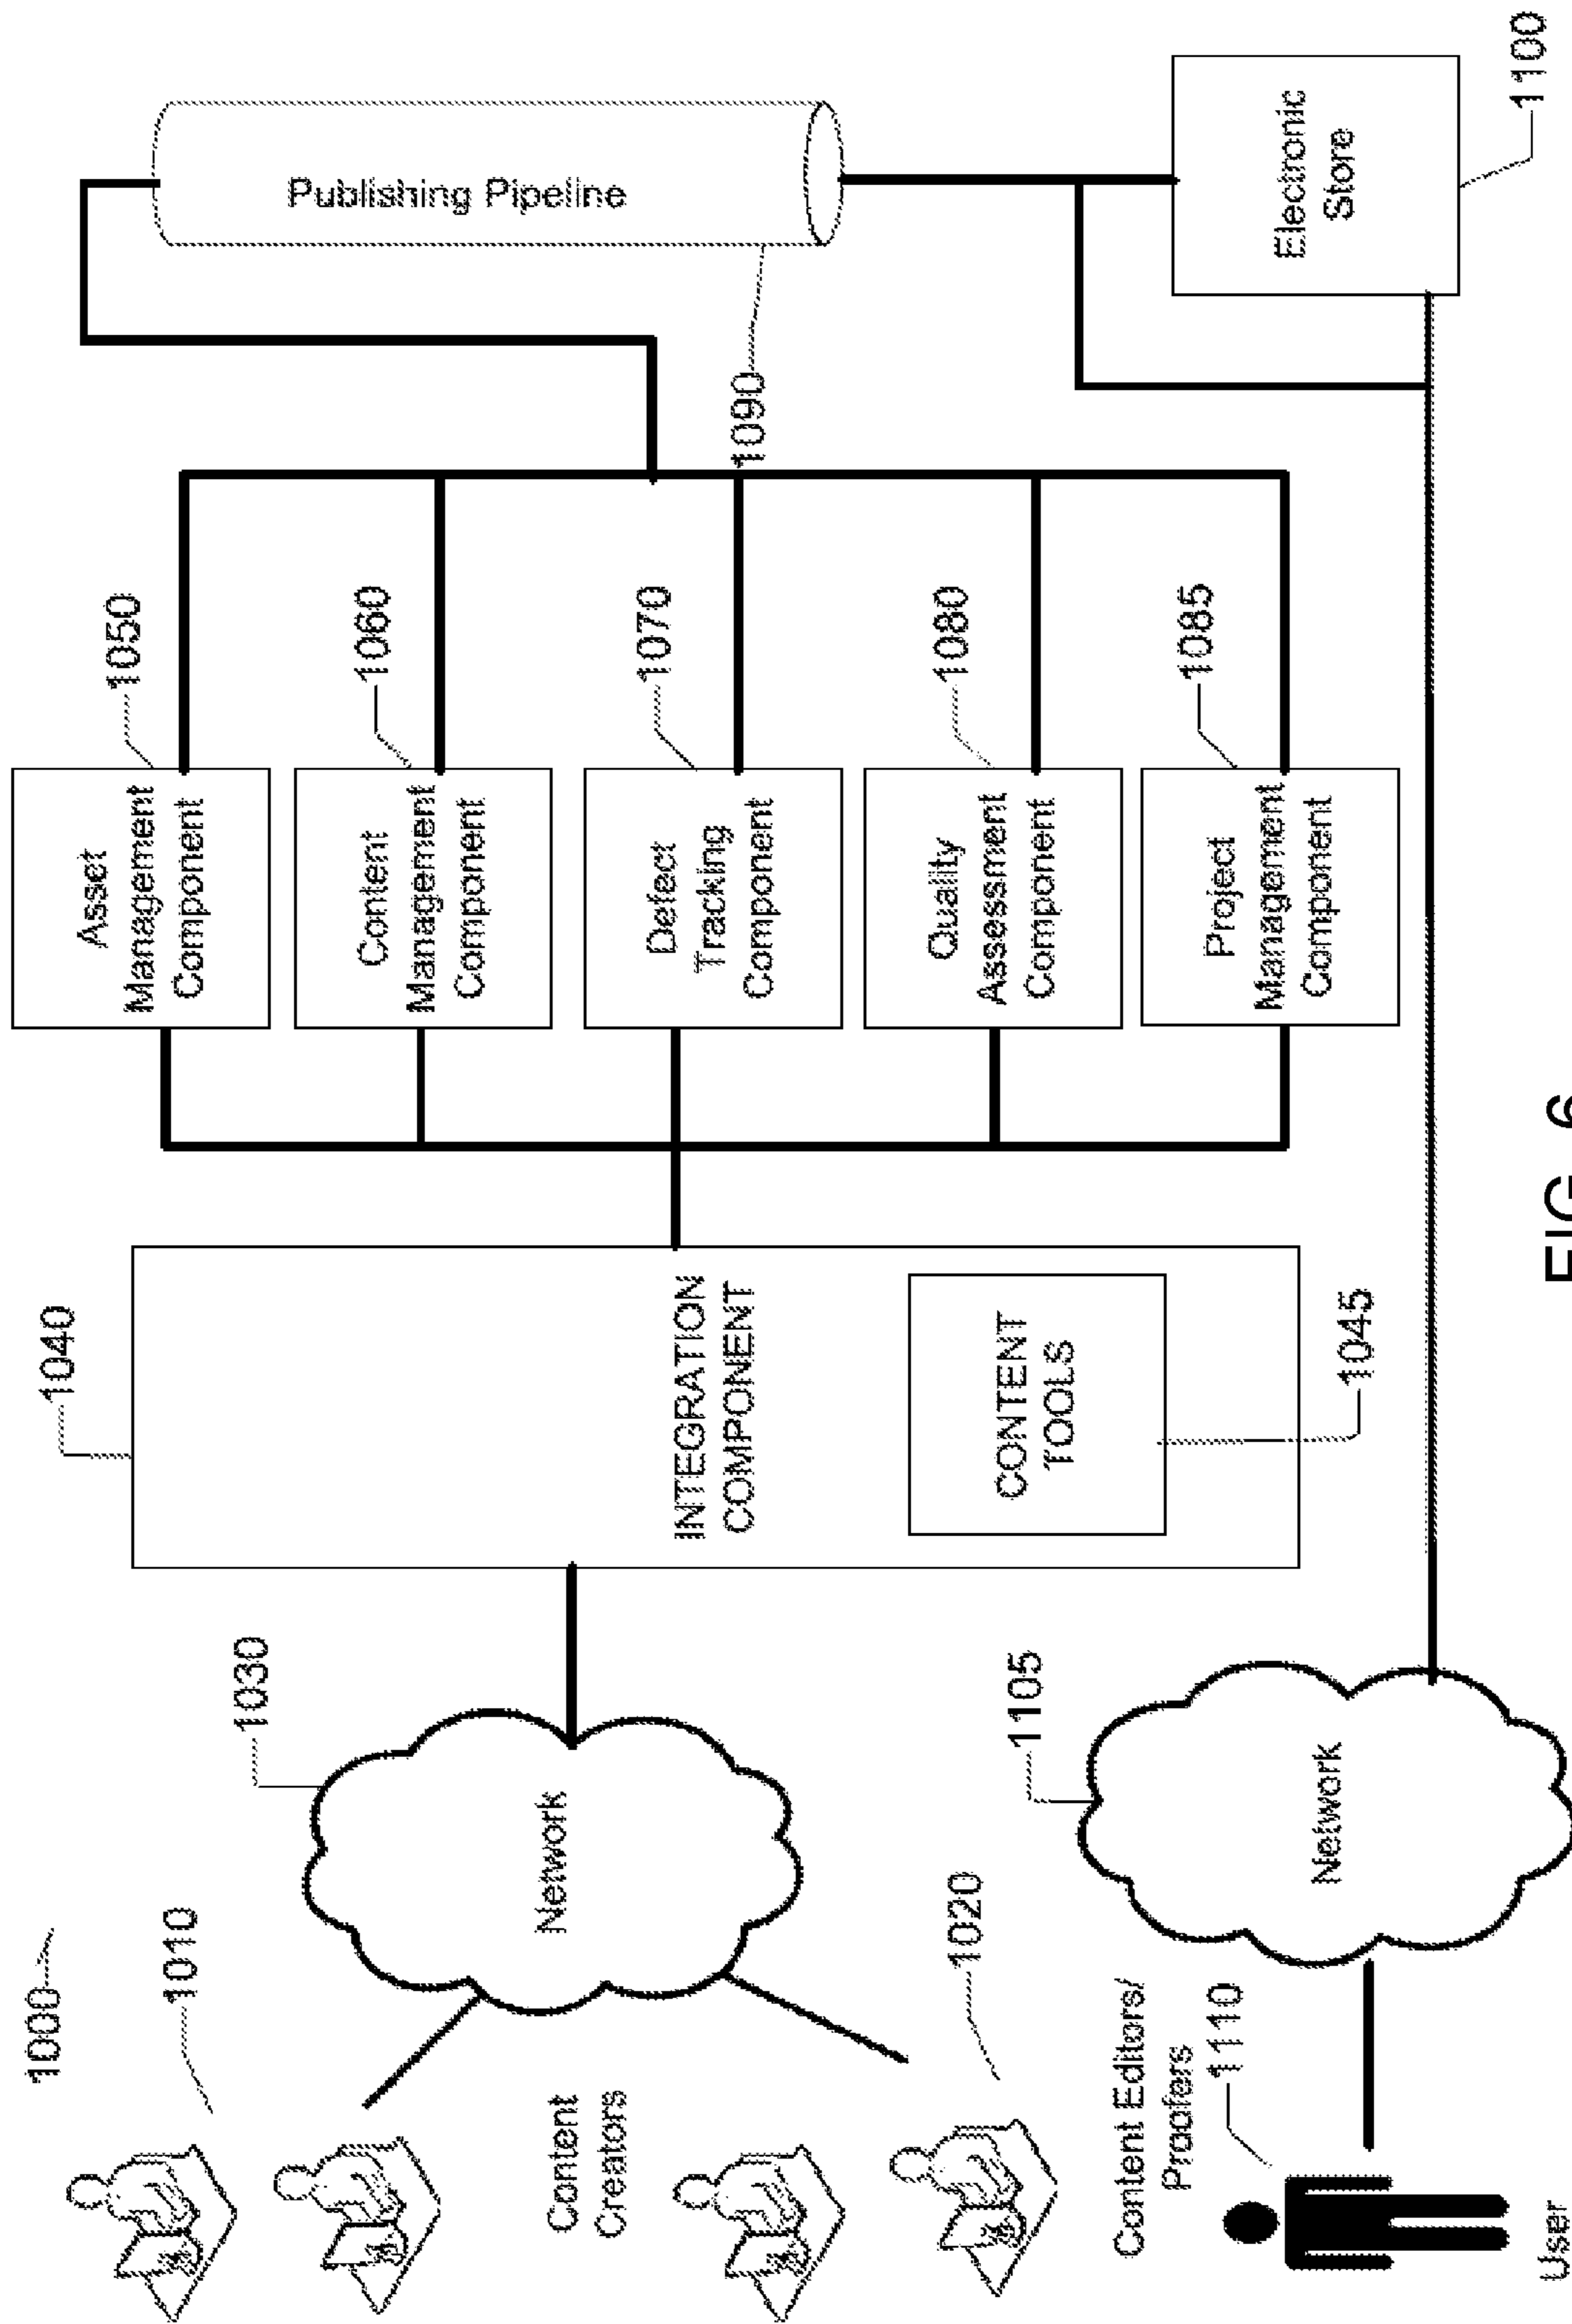 1000
1010
Content
Creators
1020
Content Editors/
Proofers
1110
User
1030
Network
1105
Network
1040
INTEGRATION
COMPONENT
CONTENT
TOOLS
1045
Asset
Management
Component
1050
Content
Management
Component
1060
Defect
Tracking
Component
1070
Quality
Assessment
Component
1080
Project
Management
Component
1085
Publishing Pipeline
1090
Electronic
Store
1100
FIG. 6